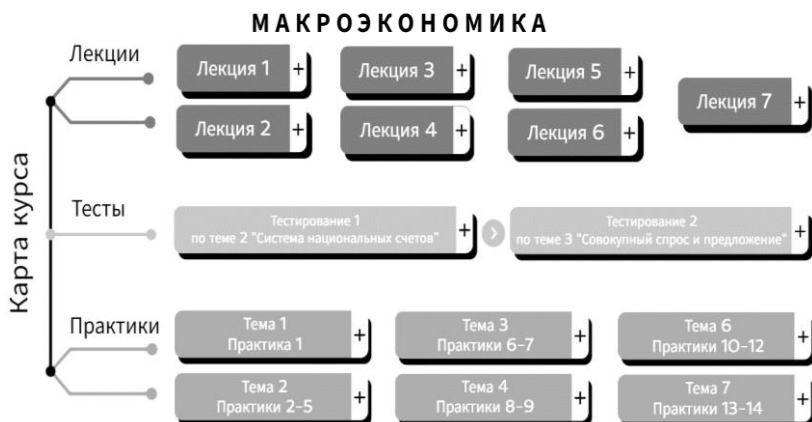 МАКРОЭКОНОМИКА
Карта курса
Лекции
Лекция 1 +
Лекция 3 +
Лекция 5 +
Лекция 7 +
Лекция 2 +
Лекция 4 +
Лекция 6 +
Тесты
Тестирование 1
по теме 2 "Система национальных счетов" +
Тестирование 2
по теме 3 "Совокупный спрос и предложение" +
Практики
Тема 1
Практика 1 +
Тема 3
Практики 6-7 +
Тема 6
Практики 10-12 +
Тема 2
Практики 2-5 +
Тема 4
Практики 8-9 +
Тема 7
Практики 13-14 +